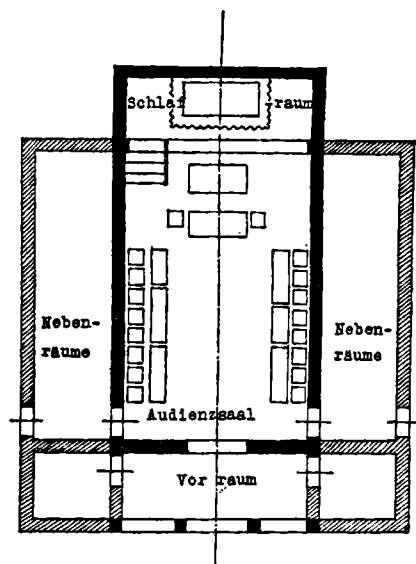 Schlaf -raum
Neben-
räume
Neben-
räume
Audienzsaal
Vor raum